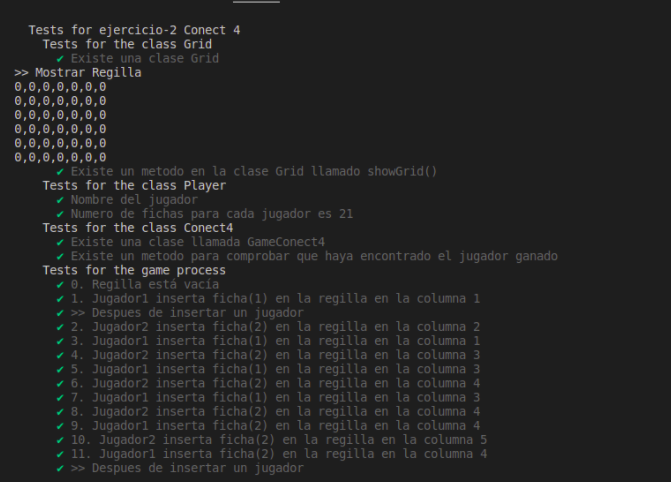 Tests for ejercicio-2 Conect 4
Tests for the class Grid
✔ Existe una clase Grid
>> Mostrar Regilla
0,0,0,0,0,0,0
0,0,0,0,0,0,0
0,0,0,0,0,0,0
0,0,0,0,0,0,0
0,0,0,0,0,0,0
0,0,0,0,0,0,0
✔ Existe un metodo en la clase Grid llamado showGrid()
Tests for the class Player
✔ Nombre del jugador
✔ Numero de fichas para cada jugador es 21
Tests for the class Conect4
✔ Existe una clase llamada GameConect4
✔ Existe un metodo para comprobar que haya encontrado el jugador ganado
Tests for the game process
✔ 0. Regilla está vacía
✔ 1. Jugador1 inserta ficha(1) en la regilla en la columna 1
✔ >> Despues de insertar un jugador
✔ 2. Jugador2 inserta ficha(2) en la regilla en la columna 2
✔ 3. Jugador1 inserta ficha(1) en la regilla en la columna 1
✔ 4. Jugador2 inserta ficha(2) en la regilla en la columna 3
✔ 5. Jugador1 inserta ficha(1) en la regilla en la columna 3
✔ 6. Jugador2 inserta ficha(2) en la regilla en la columna 4
✔ 7. Jugador1 inserta ficha(1) en la regilla en la columna 3
✔ 8. Jugador2 inserta ficha(2) en la regilla en la columna 4
✔ 9. Jugador1 inserta ficha(2) en la regilla en la columna 4
✔ 10. Jugador2 inserta ficha(2) en la regilla en la columna 5
✔ 11. Jugador1 inserta ficha(2) en la regilla en la columna 4
✔ >> Despues de insertar un jugador